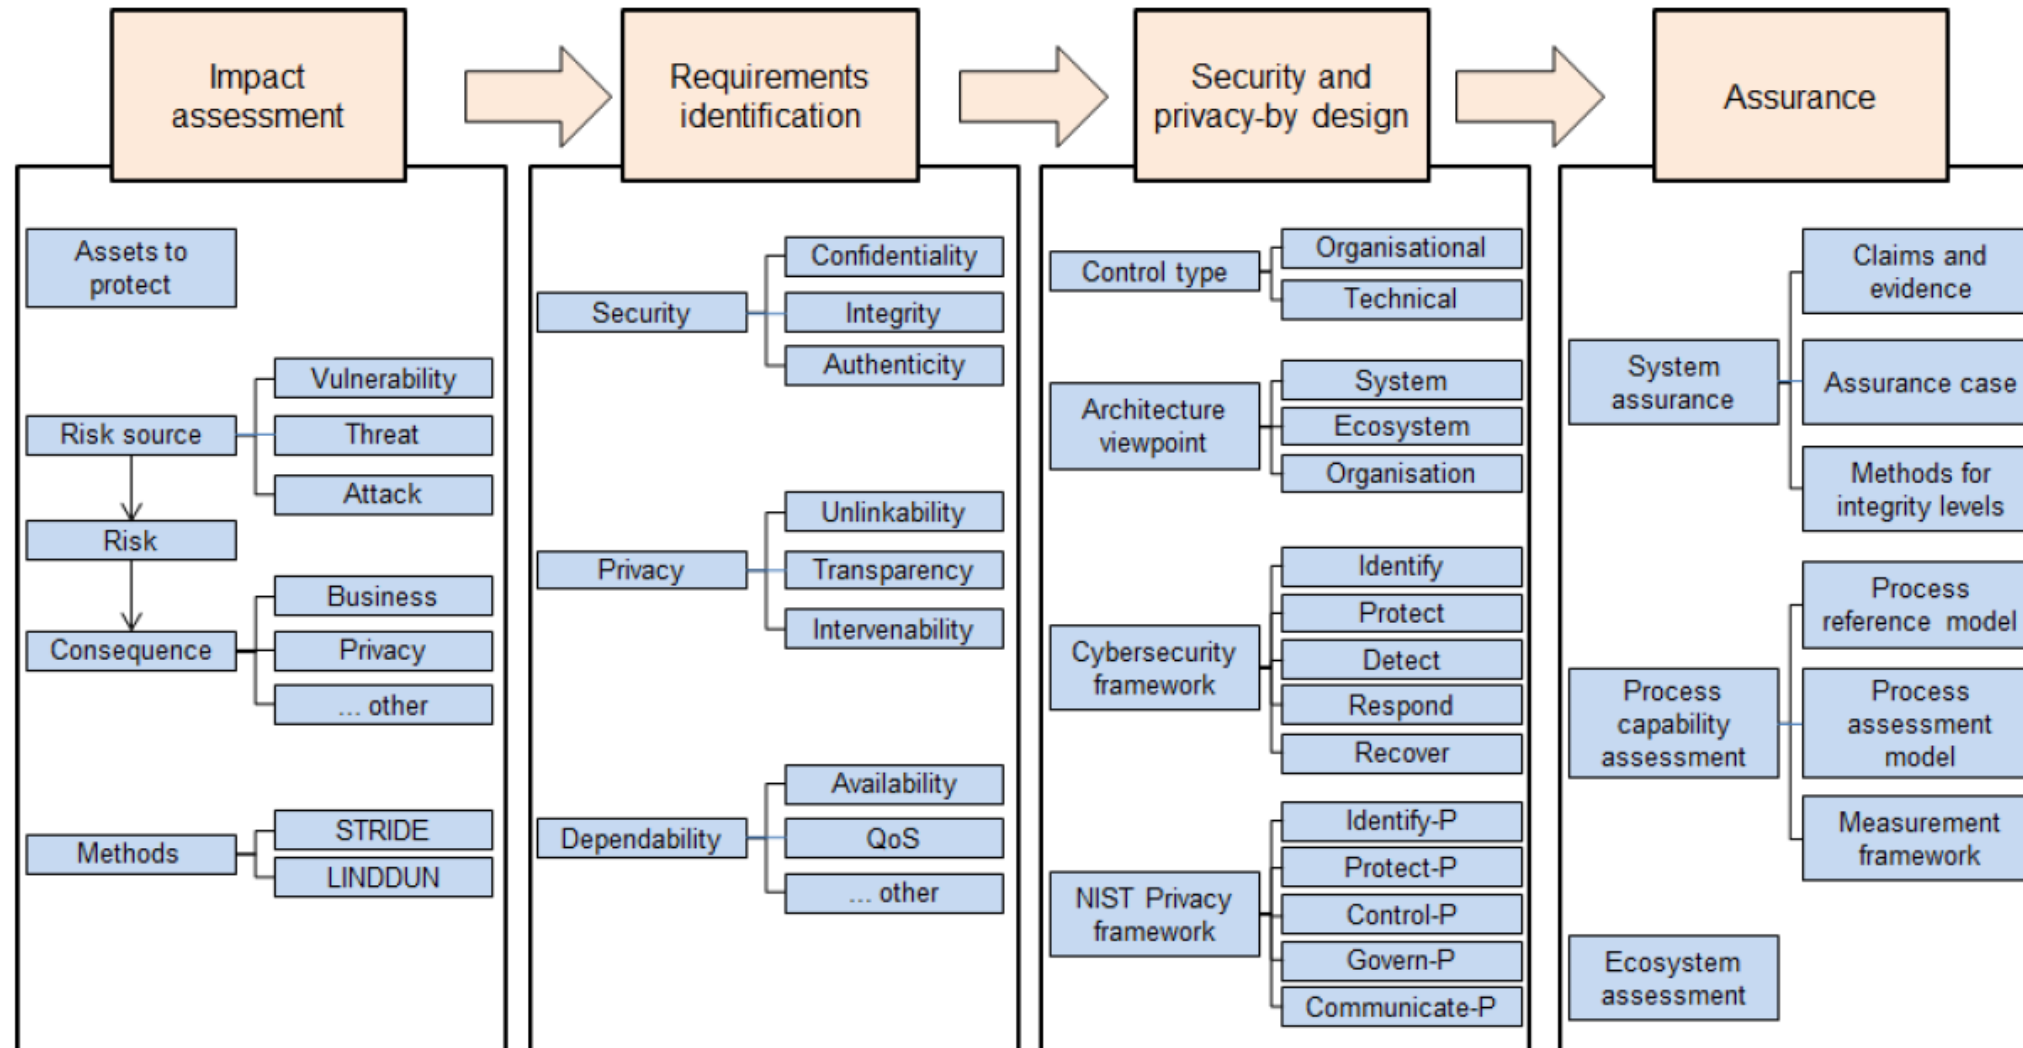 Impact
assessment
Requirements
identification
Security and
privacy-by design
Assurance
Assets to
protect
Risk source
Vulnerability
Threat
Attack
Risk
Consequence
Business
Privacy
... other
Methods
STRIDE
LINDDUN
Security
Confidentiality
Integrity
Authenticity
Privacy
Unlinkability
Transparency
Intervenability
Dependability
Availability
QoS
... other
Control type
Organisational
Technical
Architecture
viewpoint
System
Ecosystem
Organisation
Cybersecurity
framework
Identify
Protect
Detect
Respond
Recover
NIST Privacy
framework
Identify-P
Protect-P
Control-P
Govern-P
Communicate-P
System
assurance
Claims and
evidence
Assurance case
Methods for
integrity levels
Process
capability
assessment
Process
reference model
Process
assessment
model
Measurement
framework
Ecosystem
assessment